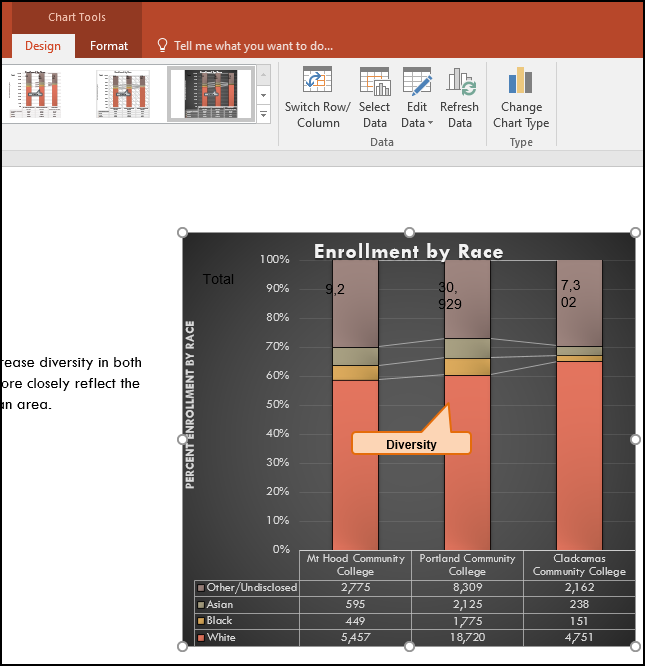 Chart Tools
Design Format Tell me what you want to do...
Switch Row/ Column
Select Data
Edit Data
Refresh Data
Change Chart Type
Data Type
Enrollment by Race
Total 9,2 30, 929 7,3 02
100%
90%
80%
70%
60%
50%
40%
30%
20%
10%
0%
PERCENT ENROLLMENT BY RACE
rease diversity in both
ore closely reflect the
an area.
Diversity
Mt Hood Community College
Portland Community College
Clackamas Community College
Other/Undisclosed 2,775 8,309 2,162
Asian 595 2,125 238
Black 449 1,775 151
White 5,457 18,720 4,751